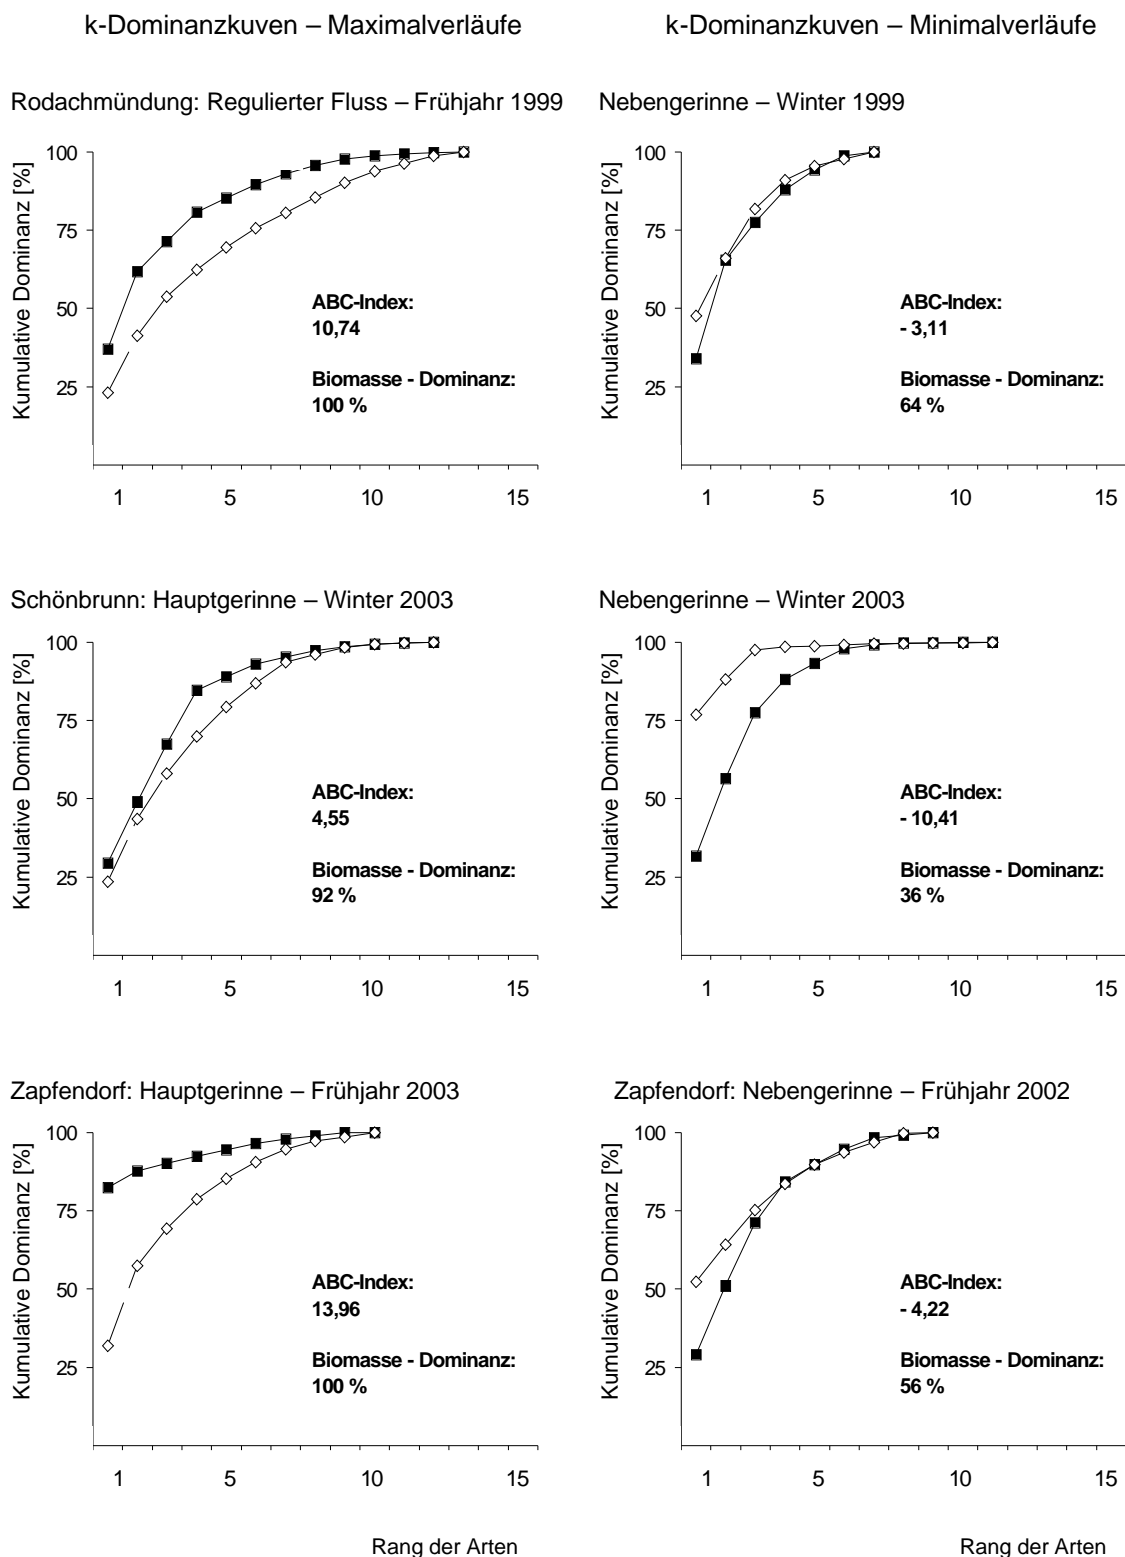 k-Dominanzkuven – Maximalverläufe
k-Dominanzkuven – Minimalverläufe
Rodachmündung: Regulierter Fluss – Frühjahr 1999
Kumulative Dominanz [%]
100
75
50
25
ABC-Index:
10,74
Biomasse - Dominanz:
100 %
1 5 10 15
Nebengerinne – Winter 1999
Kumulative Dominanz [%]
100
75
50
25
ABC-Index:
- 3,11
Biomasse - Dominanz:
64 %
1 5 10 15
Schönbrunn: Hauptgerinne – Winter 2003
Kumulative Dominanz [%]
100
75
50
25
ABC-Index:
4,55
Biomasse - Dominanz:
92 %
1 5 10 15
Nebengerinne – Winter 2003
Kumulative Dominanz [%]
100
75
50
25
ABC-Index:
- 10,41
Biomasse - Dominanz:
36 %
1 5 10 15
Zapfendorf: Hauptgerinne – Frühjahr 2003
Kumulative Dominanz [%]
100
75
50
25
ABC-Index:
13,96
Biomasse - Dominanz:
100 %
1 5 10 15
Rang der Arten
Zapfendorf: Nebengerinne – Frühjahr 2002
Kumulative Dominanz [%]
100
75
50
25
ABC-Index:
- 4,22
Biomasse - Dominanz:
56 %
1 5 10 15
Rang der Arten